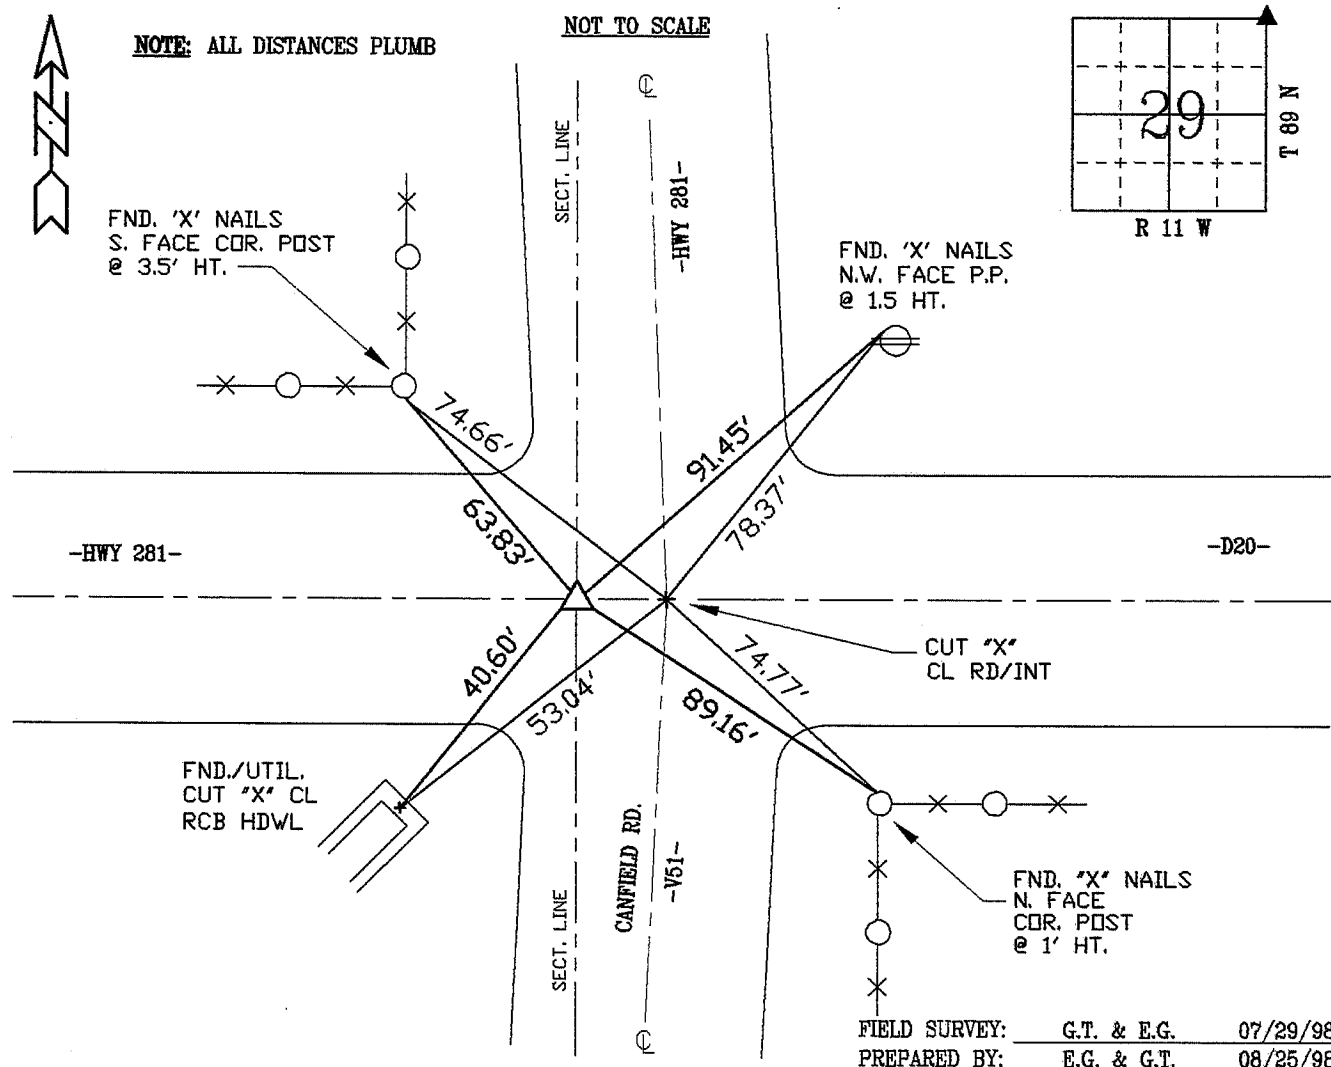 NOT TO SCALE
NOTE: ALL DISTANCES PLUMB
N
℄
29
T 89 N
R 11 W
SECT. LINE
-HWY 281-
FND. 'X' NAILS
S. FACE COR. POST
@ 3.5' HT.
FND. 'X' NAILS
N.W. FACE P.P.
@ 1.5 HT.
74.66'
91.45'
63.83'
78.37'
-HWY 281-
-D20-
40.60'
53.04'
74.77'
89.16'
CUT "X"
CL RD/INT
FND./UTIL.
CUT "X" CL
RCB HDWL
CANFIELD RD.
-V51-
SECT. LINE
FND. "X" NAILS
N. FACE
COR. POST
@ 1' HT.
℄
FIELD SURVEY: G.T. & E.G. 07/29/98
PREPARED BY: E.G. & G.T. 08/25/98